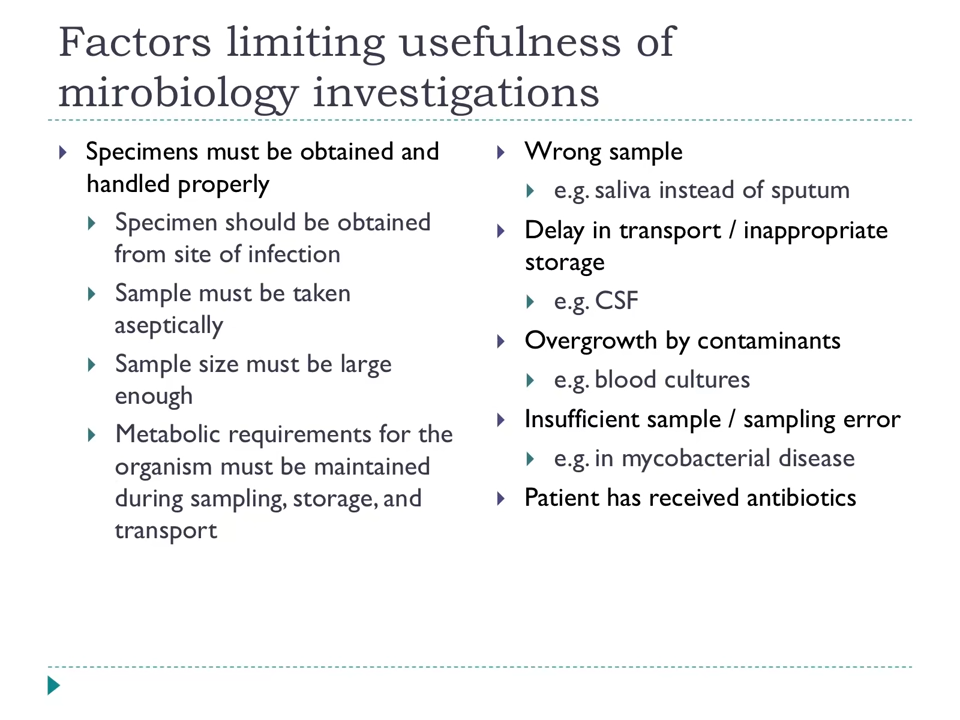 Factors limiting usefulness of
mirobiology investigations
Specimens must be obtained and
handled properly
Specimen should be obtained
from site of infection
Sample must be taken
aseptically
Sample size must be large
enough
Metabolic requirements for the
organism must be maintained
during sampling, storage, and
transport
Wrong sample
e.g. saliva instead of sputum
Delay in transport / inappropriate
storage
e.g. CSF
Overgrowth by contaminants
e.g. blood cultures
Insufficient sample / sampling error
e.g. in mycobacterial disease
Patient has received antibiotics